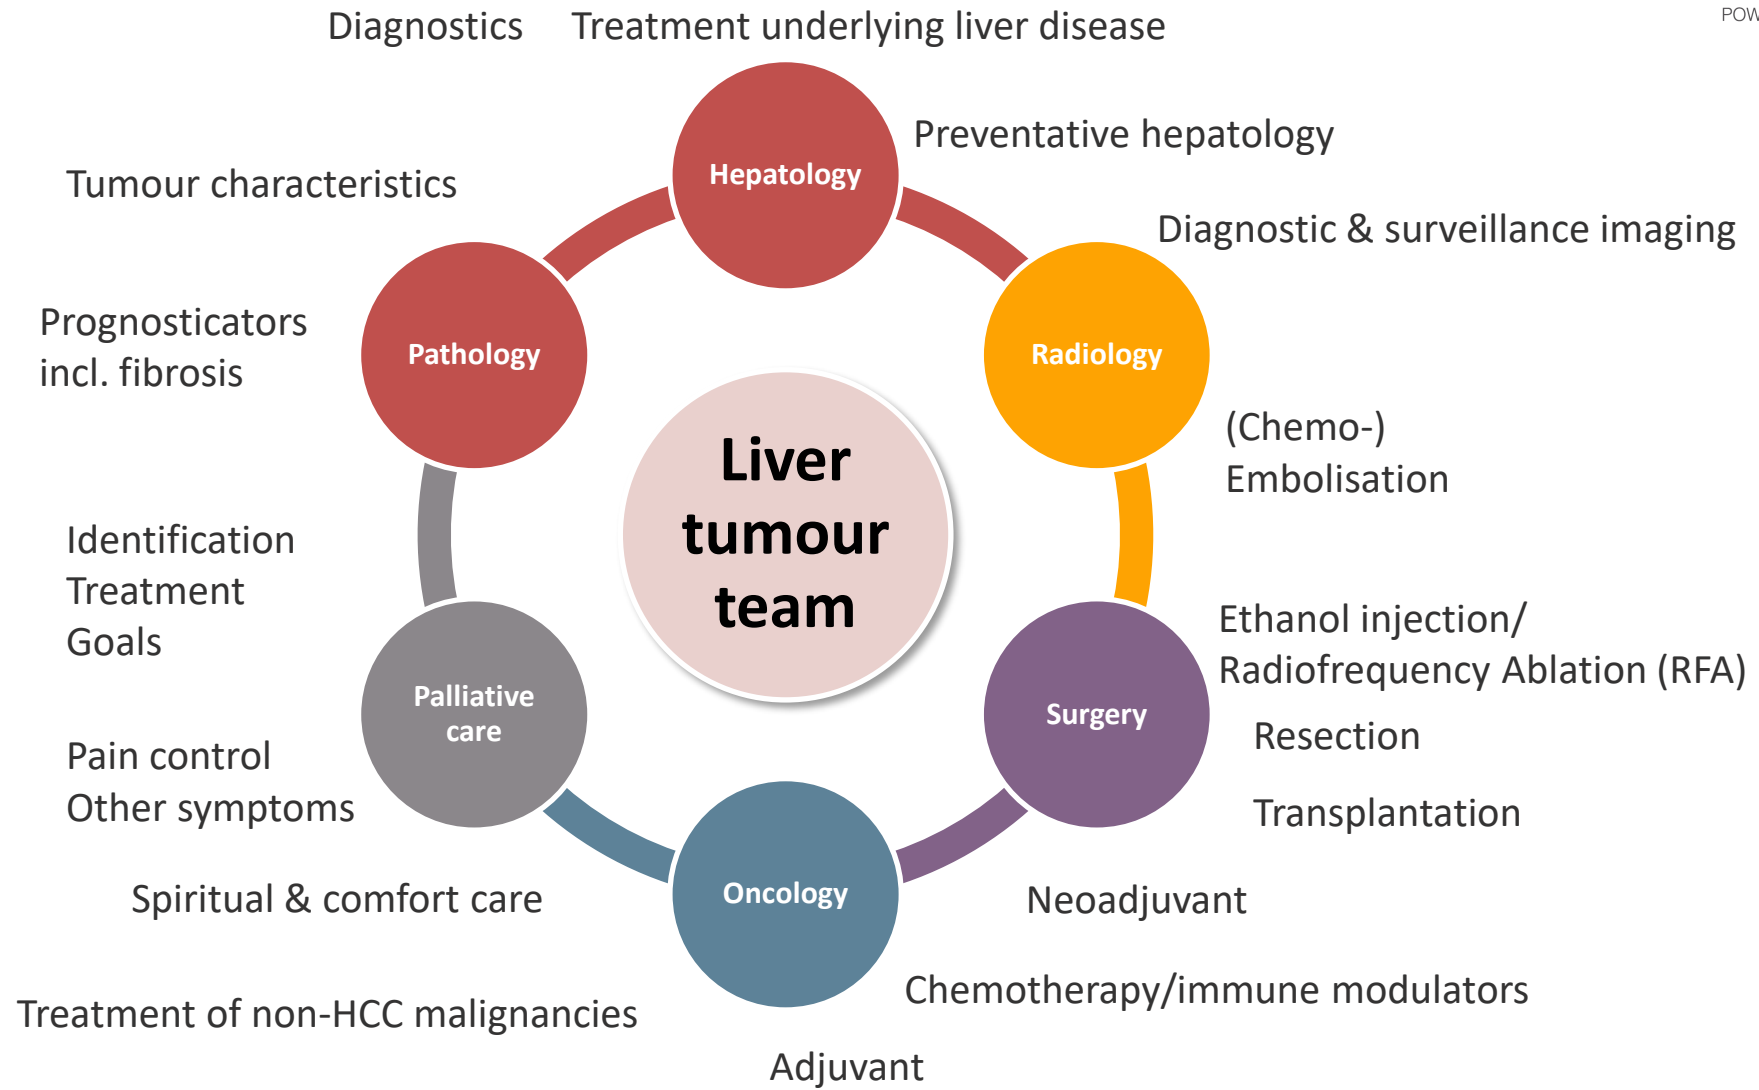 POW
Diagnostics
Treatment underlying liver disease
Hepatology
Preventative hepatology
Tumour characteristics
Diagnostic & surveillance imaging
Pathology
Prognosticators
incl. fibrosis
Radiology
(Chemo-)
Embolisation
Liver
tumour
team
Identification
Treatment
Goals
Ethanol injection/
Radiofrequency Ablation (RFA)
Palliative
care
Surgery
Resection
Pain control
Other symptoms
Transplantation
Spiritual & comfort care
Oncology
Neoadjuvant
Chemotherapy/immune modulators
Treatment of non-HCC malignancies
Adjuvant